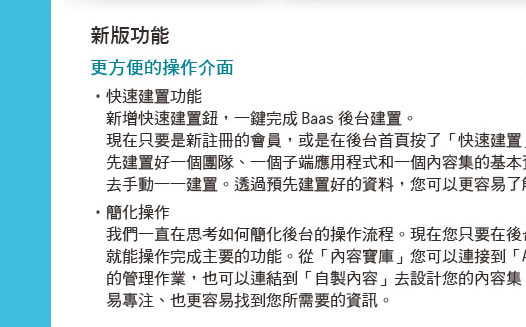 新版功能
更方便的操作介面
・快速建置功能
新增快速建置鈕，一鍵完成 Baas 後台建置。
現在只要是新註冊的會員，或是在後台首頁按了「快速建置」
先建置好一個團隊、一個子端應用程式和一個內容集的基本
去手動一一建置。透過預先建置好的資料，您可以更容易了
・簡化操作
我們一直在思考如何簡化後台的操作流程。現在您只要在後
就能操作完成主要的功能。從「內容寶庫」您可以連接到「A
的管理作業，也可以連結到「自製內容」去設計您的內容集
易專注、也更容易找到您所需要的資訊。